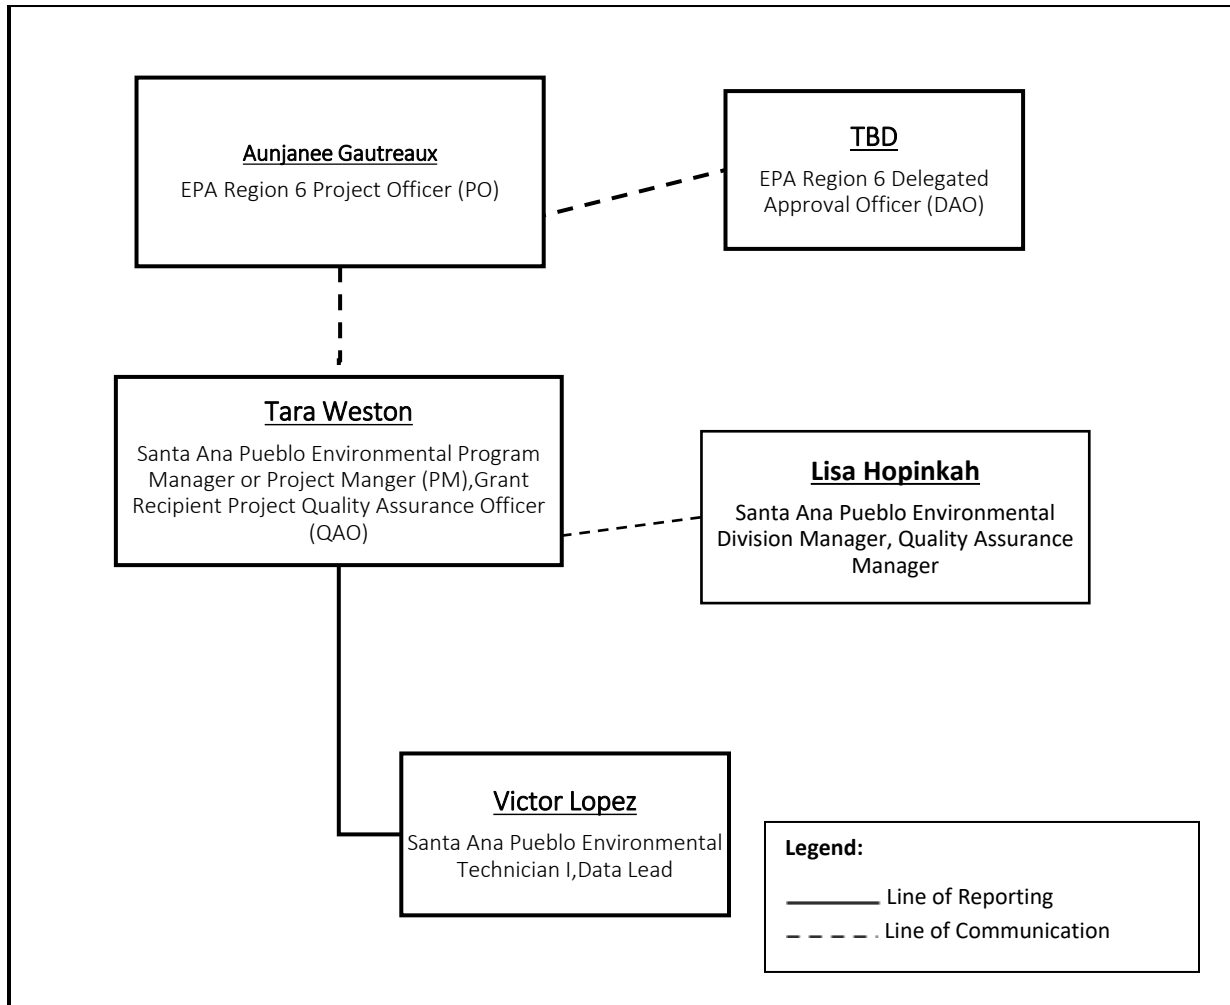 Aunjanee Gautreaux
EPA Region 6 Project Officer (PO)
TBD
EPA Region 6 Delegated
Approval Officer (DAO)
Tara Weston
Santa Ana Pueblo Environmental Program
Manager or Project Manger (PM),Grant
Recipient Project Quality Assurance Officer
(QAO)
Lisa Hopinkah
Santa Ana Pueblo Environmental
Division Manager, Quality Assurance
Manager
Victor Lopez
Santa Ana Pueblo Environmental
Technician I,Data Lead
Legend:
Line of Reporting
Line of Communication